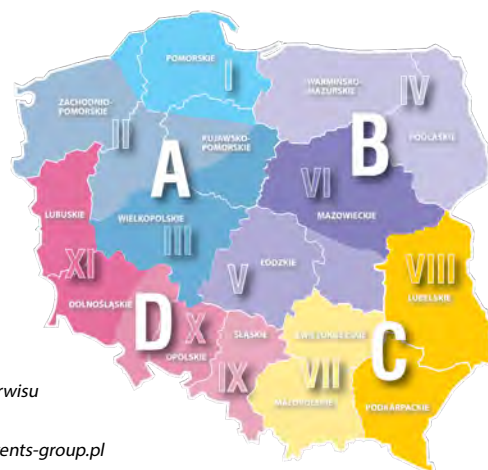 POMORSKIE
I
WARMIŃSKO-
MAZURSKIE
IV
ZACHODNIO-
POMORSKIE
II
KUJAWSKO-
POMORSKIE
PODLASKIE
A
B
VI
MAZOWIECKIE
LUBUSKIE
WIELKOPOLSKIE
III
XI
V
ŁÓDZKIE
VIII
LUBELSKIE
DOLNOŚLĄSKIE
D
X
OPOLSKIE
ŚLĄSKIE
IX
ŚWIĘTOKRZYSKIE
C
VII
MAŁOPOLSKIE
PODKARPACKIE
rwisu
ents-group.pl